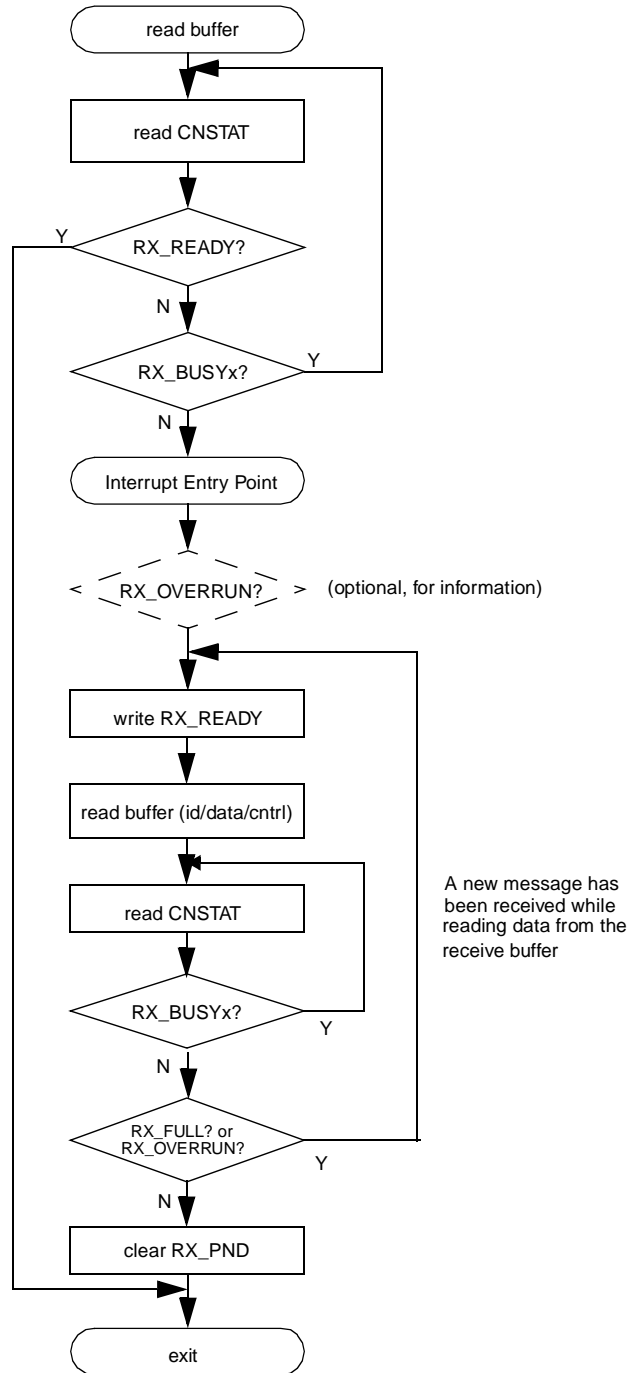 read buffer
read CNSTAT
Y
RX_READY?
N
RX_BUSYx?
Y
N
Interrupt Entry Point
RX_OVERRUN?
(optional, for information)
write RX_READY
read buffer (id/data/cntrl)
A new message has
been received while
reading data from the
receive buffer
read CNSTAT
RX_BUSYx?
Y
N
RX_FULL? or
RX_OVERRUN?
Y
N
clear RX_PND
exit